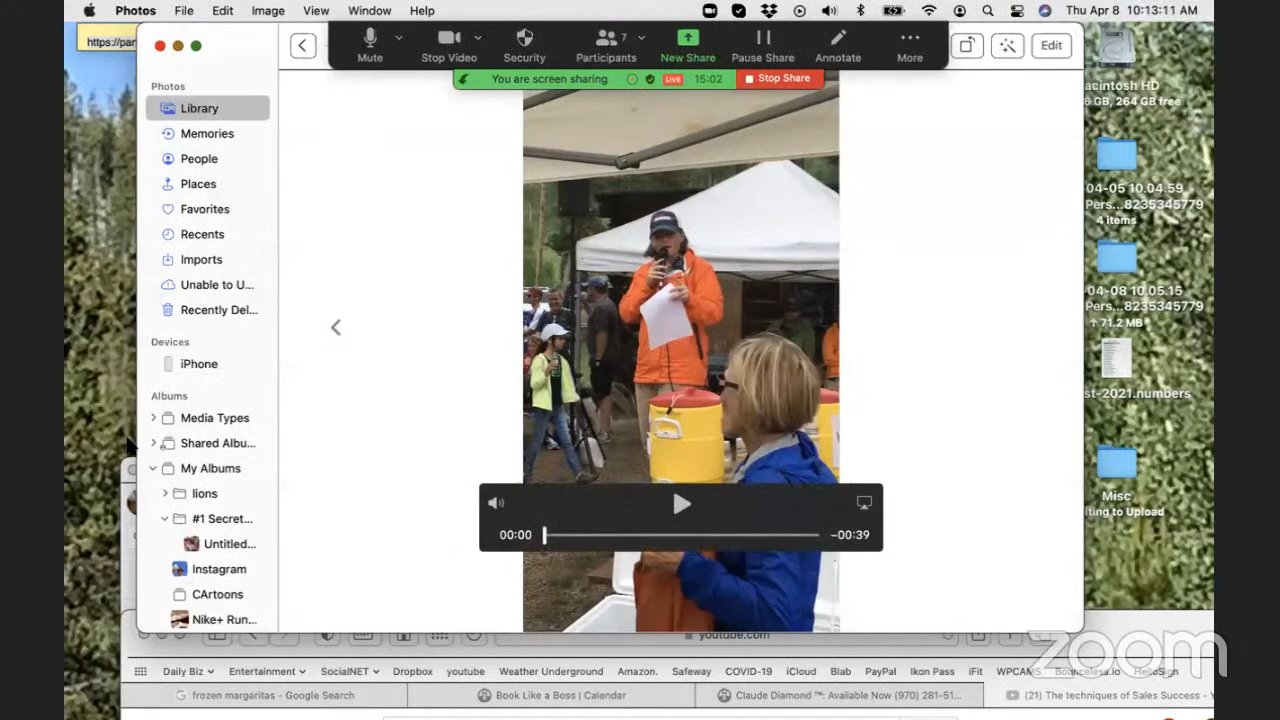 Photos File Edit Image View Window Help
Thu Apr 8 10:13:11 AM
Mute Stop Video Security Participants 7 New Share Pause Share Annotate More
Edit
You are screen sharing LIVE 15:02 Stop Share
Photos
Library
Memories
People
Places
Favorites
Recents
Imports
Unable to U...
Recently Del...
Devices
iPhone
Albums
Media Types
Shared Albu...
My Albums
lions
#1 Secret...
Untitled...
Instagram
CArtoons
Nike+ Run...
00:00 −00:39
acintosh HD
6 GB, 264 GB free
04-05 10.04.59
Pers...8235345779
4 items
04-08 10.05.15
Pers...8235345779
↑ 71.2 MB
st-2021.numbers
Misc
iting to Upload
youtube.com
zoom
Daily Biz Entertainment SocialNET Dropbox youtube Weather Underground Amazon. Safeway COVID-19 iCloud Blab PayPal Ikon Pass iFit WPCAMS Bounceless.io HelloSign
frozen margaritas - Google Search
Book Like a Boss | Calendar
Claude Diamond ™: Available Now (970) 281-51...
(21) The techniques of Sales Success - Y